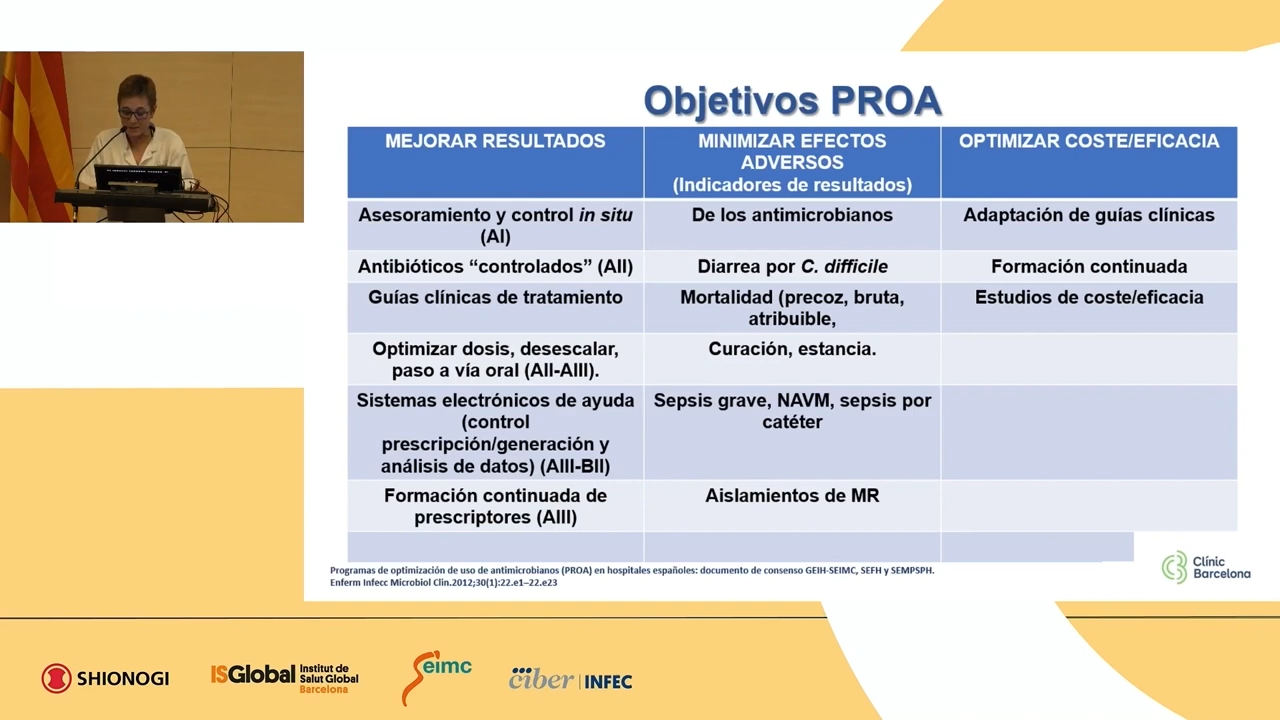 Objetivos PROA
MEJORAR RESULTADOS
MINIMIZAR EFECTOS
ADVERSOS
(Indicadores de resultados)
OPTIMIZAR COSTE/EFICACIA
Asesoramiento y control in situ
(AI)
De los antimicrobianos
Adaptación de guías clínicas
Antibióticos “controlados” (AII)
Diarrea por C. difficile
Formación continuada
Guías clínicas de tratamiento
Mortalidad (precoz, bruta,
atribuible,
Estudios de coste/eficacia
Optimizar dosis, desescalar,
paso a vía oral (AII-AIII).
Curación, estancia.
Sistemas electrónicos de ayuda
(control
prescripción/generación y
análisis de datos) (AIII-BII)
Sepsis grave, NAVM, sepsis por
catéter
Formación continuada de
prescriptores (AIII)
Aislamientos de MR
Programas de optimización de uso de antimicrobianos (PROA) en hospitales españoles: documento de consenso GEIH-SEIMC, SEFH y SEMPSPH.
Enferm Infecc Microbiol Clin.2012;30(1):22.e1–22.e23
Clínic
Barcelona
SHIONOGI
ISGlobal
Institut de
Salut Global
Barcelona
Seimc
ciber | INFEC